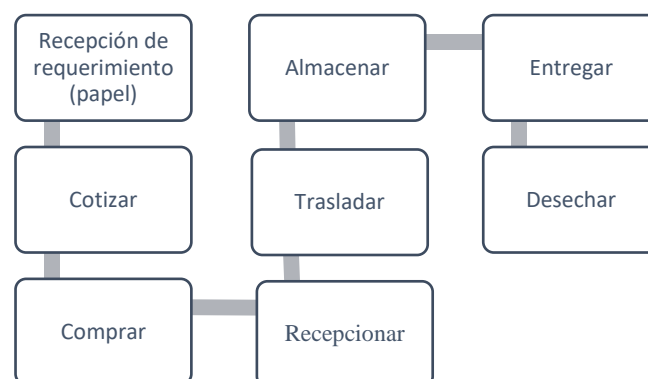 Recepción de
requerimiento
(papel)
Cotizar
Comprar
Recepcionar
Trasladar
Almacenar
Entregar
Desechar